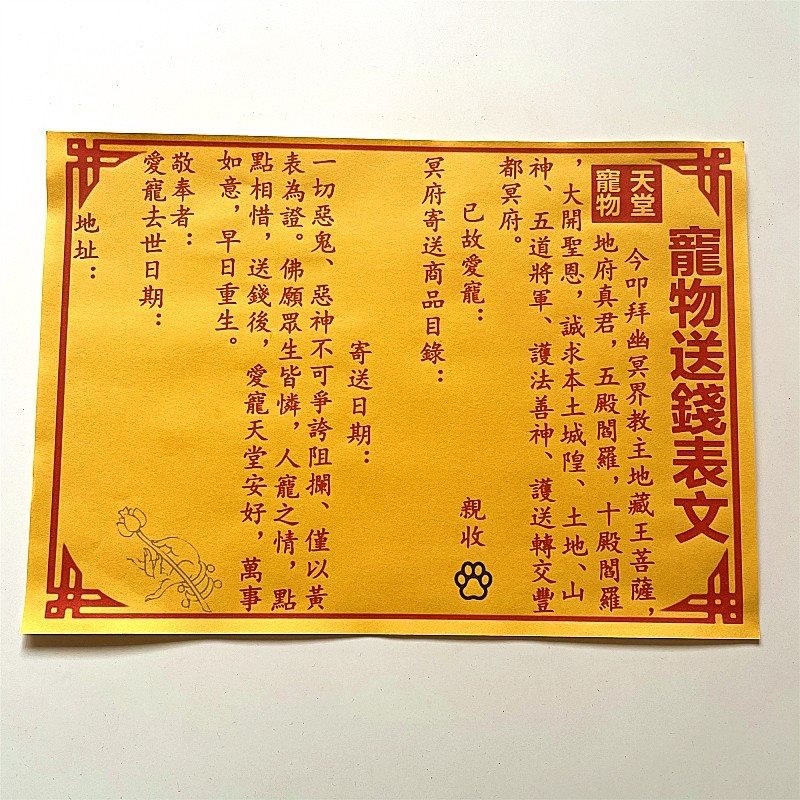 寵物送錢表文
天堂
寵物
今叩拜幽冥界教主地藏王菩薩，
地府真君，五殿閻羅，十殿閻羅
，大開聖恩，誠求本土城隍、土地、山
神、五道將軍、護法善神、護送轉交豐
都冥府。
已故愛寵：　親收
冥府寄送商品目錄：
寄送日期：
一切惡鬼、惡神不可爭誇阻攔、僅以黃
表為證。佛願眾生皆憐，人寵之情，點
點相惜，送錢後，愛寵天堂安好，萬事
如意，早日重生。
敬奉者：
愛寵去世日期：
地址：